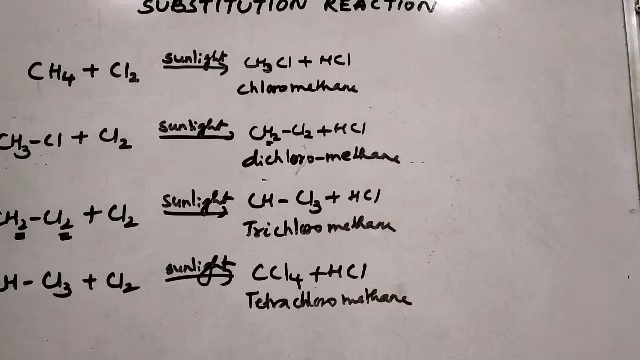 SUBSTITUTION REACTION
CH₄ + Cl₂ sunlight→ CH₃Cl + HCl
chloromethane
CH₃-Cl + Cl₂ sunlight→ CH₂-Cl₂ + HCl
dichloro-methane
CH₂-Cl₂ + Cl₂ sunlight→ CH-Cl₃ + HCl
Trichloromethane
H-Cl₃ + Cl₂ sunlight→ CCl₄ + HCl
Tetrachloromethane